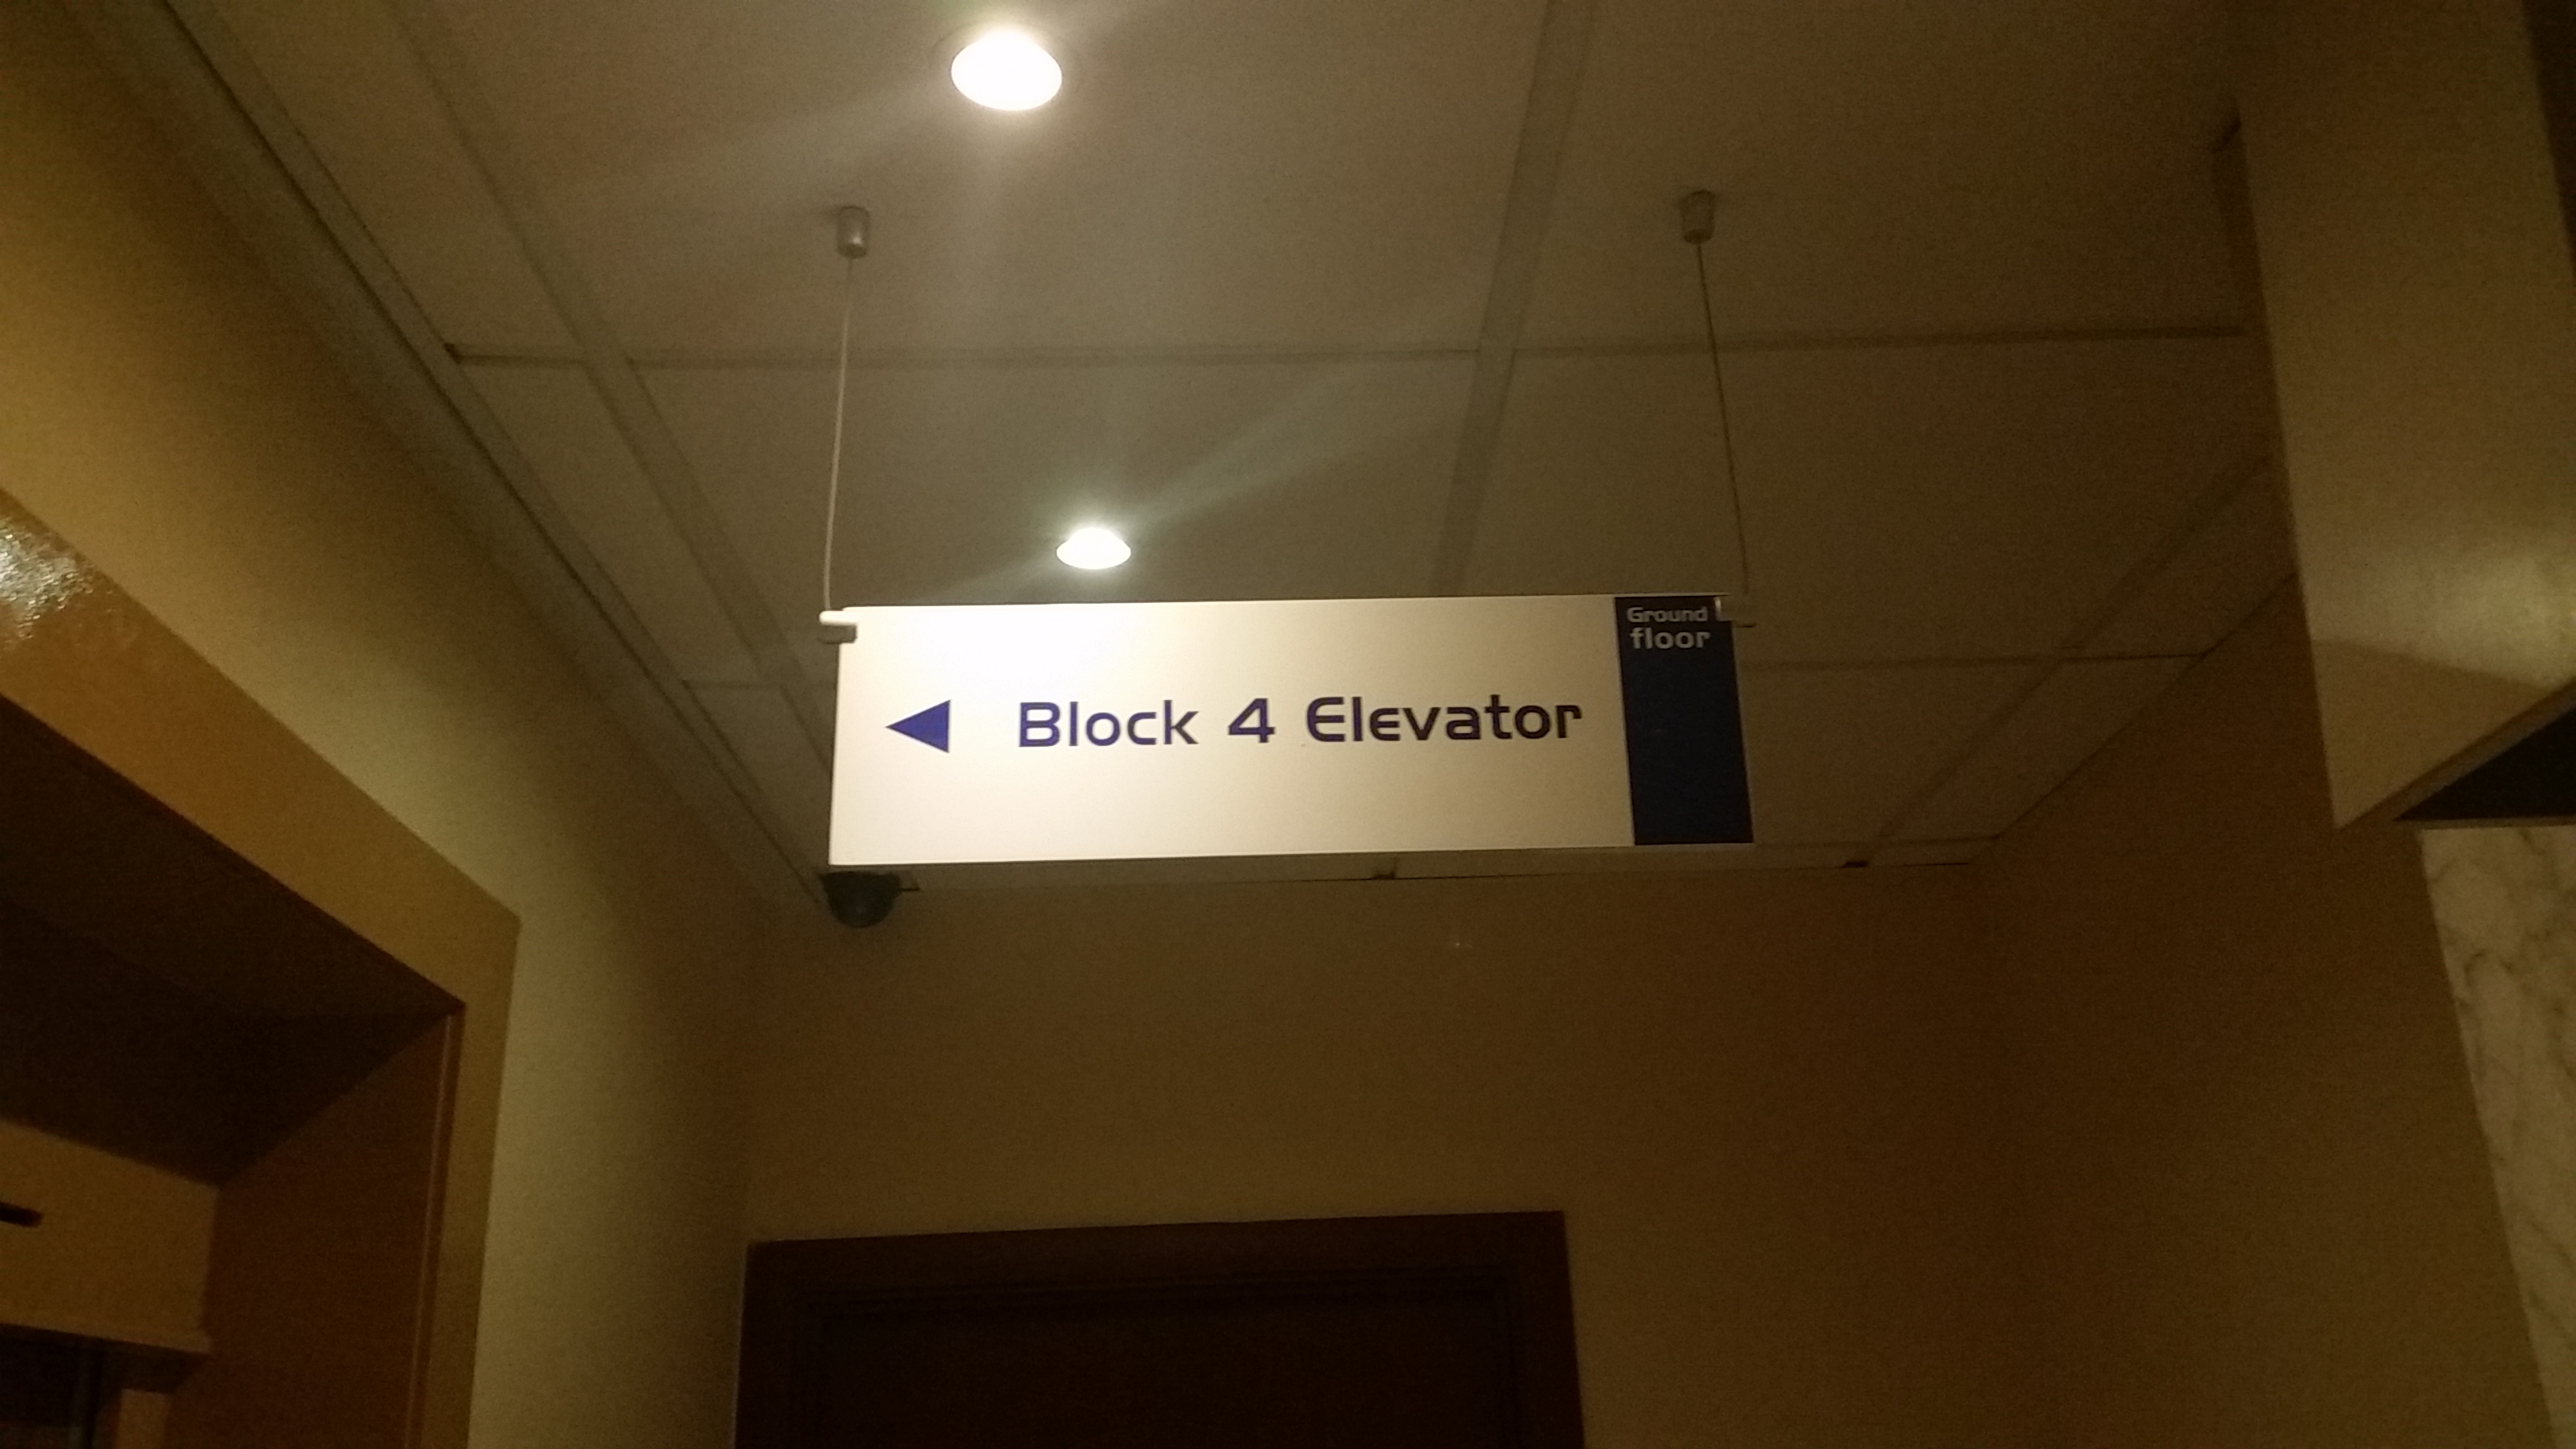 Ground
floor
Block 4 Elevator